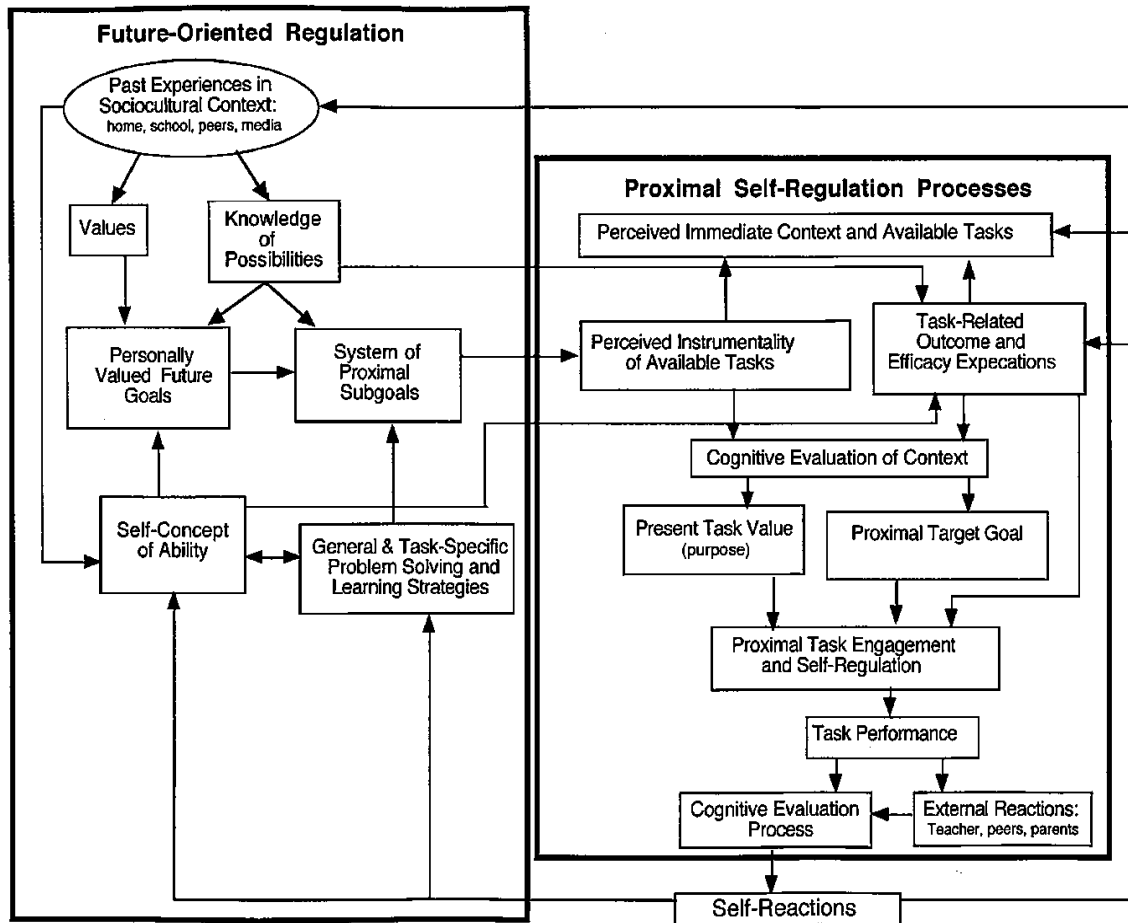 Future-Oriented Regulation
Past Experiences in
Sociocultural Context:
home, school, peers, media
Values
Knowledge
of
Possibilities
Personally
Valued Future
Goals
System of
Proximal
Subgoals
Self-Concept
of Ability
General & Task-Specific
Problem Solving and
Learning Strategies
Proximal Self-Regulation Processes
Perceived Immediate Context and Available Tasks
Perceived Instrumentality
of Available Tasks
Task-Related
Outcome and
Efficacy Expecations
Cognitive Evaluation of Context
Present Task Value
(purpose)
Proximal Target Goal
Proximal Task Engagement
and Self-Regulation
Task Performance
Cognitive Evaluation
Process
External Reactions:
Teacher, peers, parents
Self-Reactions